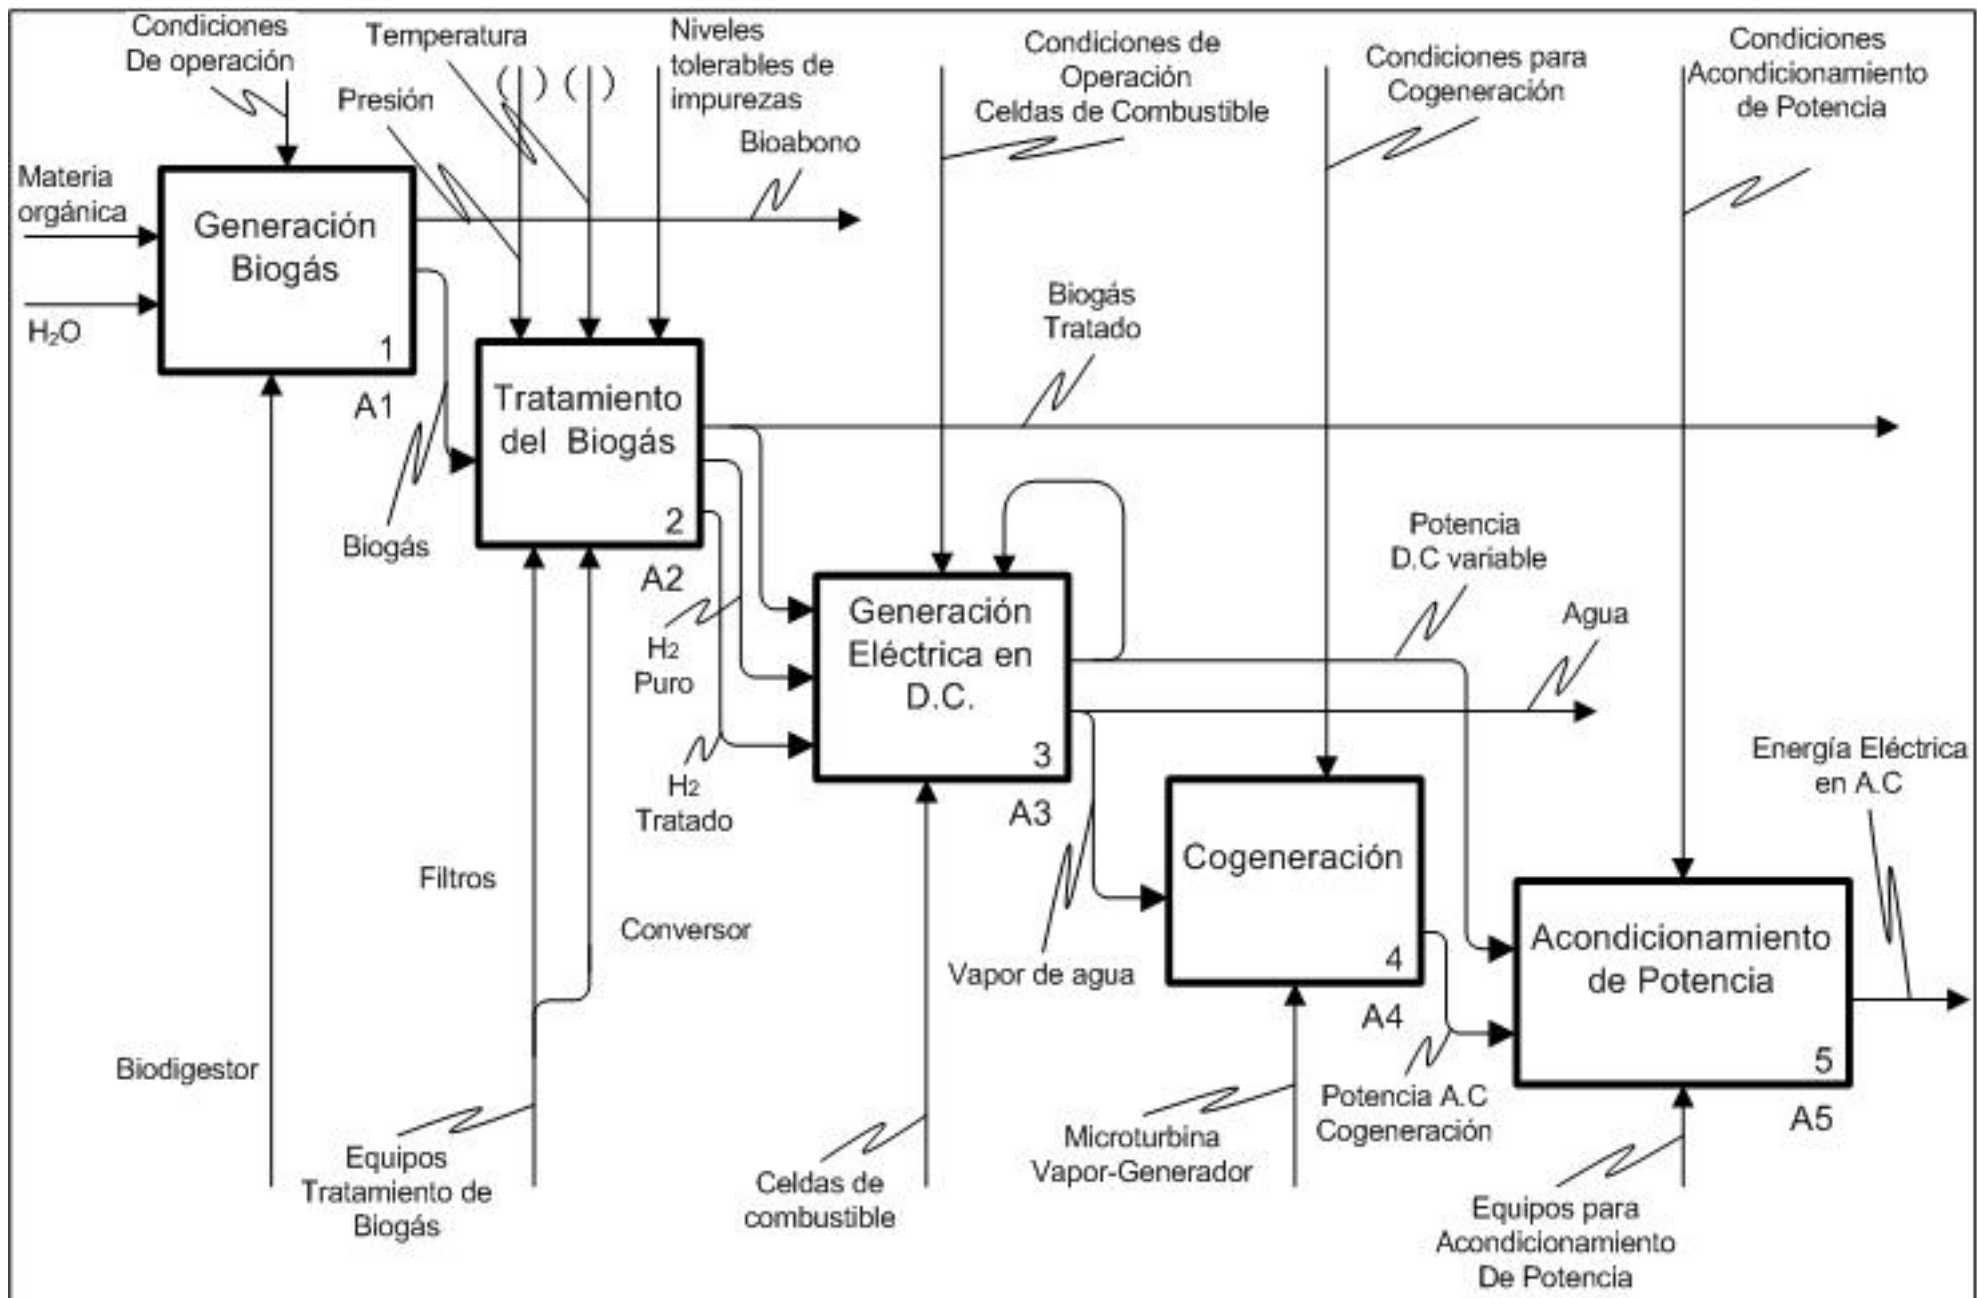 Condiciones
De operación
Temperatura
Presión
( ) ( )
Niveles
tolerables de
impurezas
Bioabono
Condiciones de
Operación
Celdas de Combustible
Condiciones para
Cogeneración
Condiciones
Acondicionamiento
de Potencia
Materia
orgánica
H₂O
Generación
Biogás
1
A1
Biogás
Tratamiento
del Biogás
2
A2
Biogás
Tratado
H2
Puro
H2
Tratado
Generación
Eléctrica en
D.C.
3
A3
Potencia
D.C variable
Agua
Energía Eléctrica
en A.C
Cogeneración
4
A4
Vapor de agua
Acondicionamiento
de Potencia
5
A5
Filtros
Conversor
Biodigestor
Equipos
Tratamiento de
Biogás
Celdas de
combustible
Microturbina
Vapor-Generador
Potencia A.C
Cogeneración
Equipos para
Acondicionamiento
De Potencia